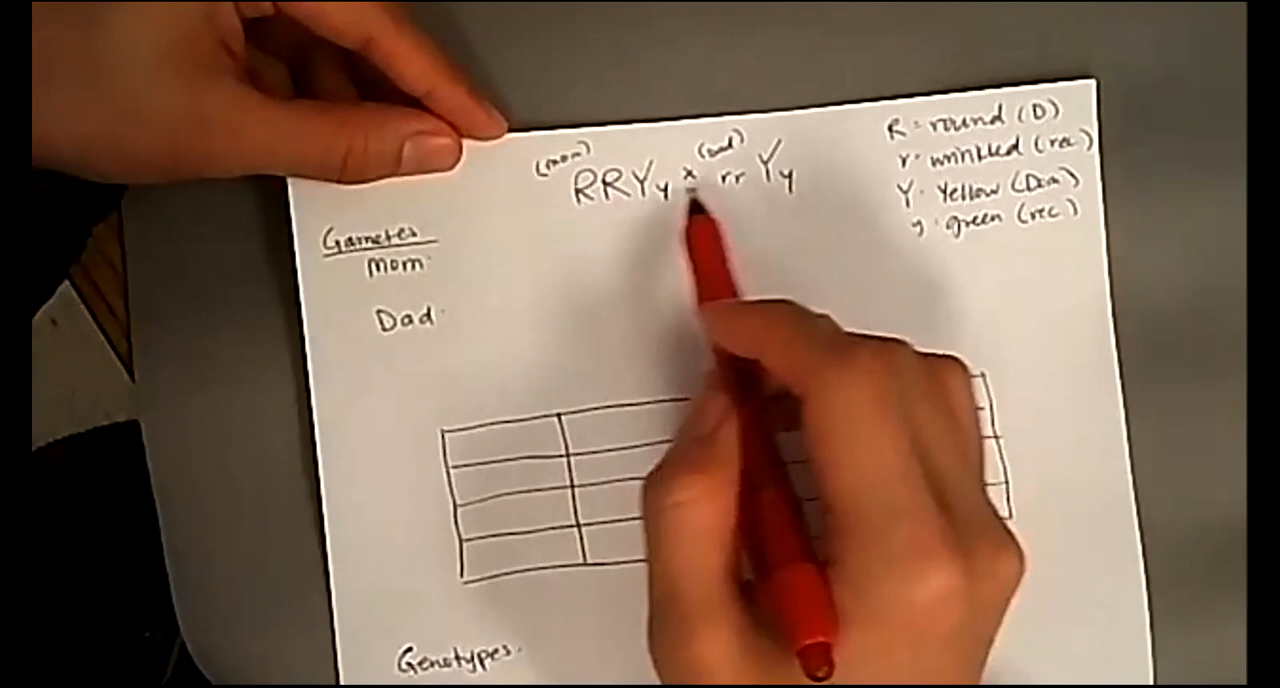 (mom) (dad)
RRYy x rr Yy
R = round (D)
r · wrinkled (rec)
Y · Yellow (Dom)
y · green (rec)
Gametes
mom·
Dad·
Genotypes.